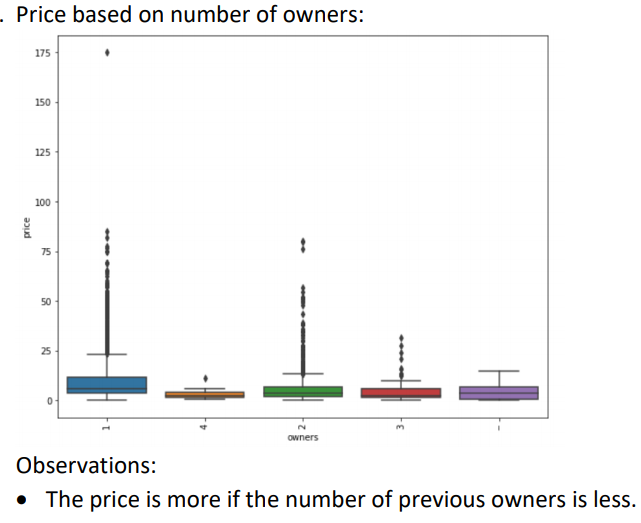 . Price based on number of owners:
175
150
125
100
75
50
25
0
price
1
4
2
3
–
owners
Observations:
• The price is more if the number of previous owners is less.